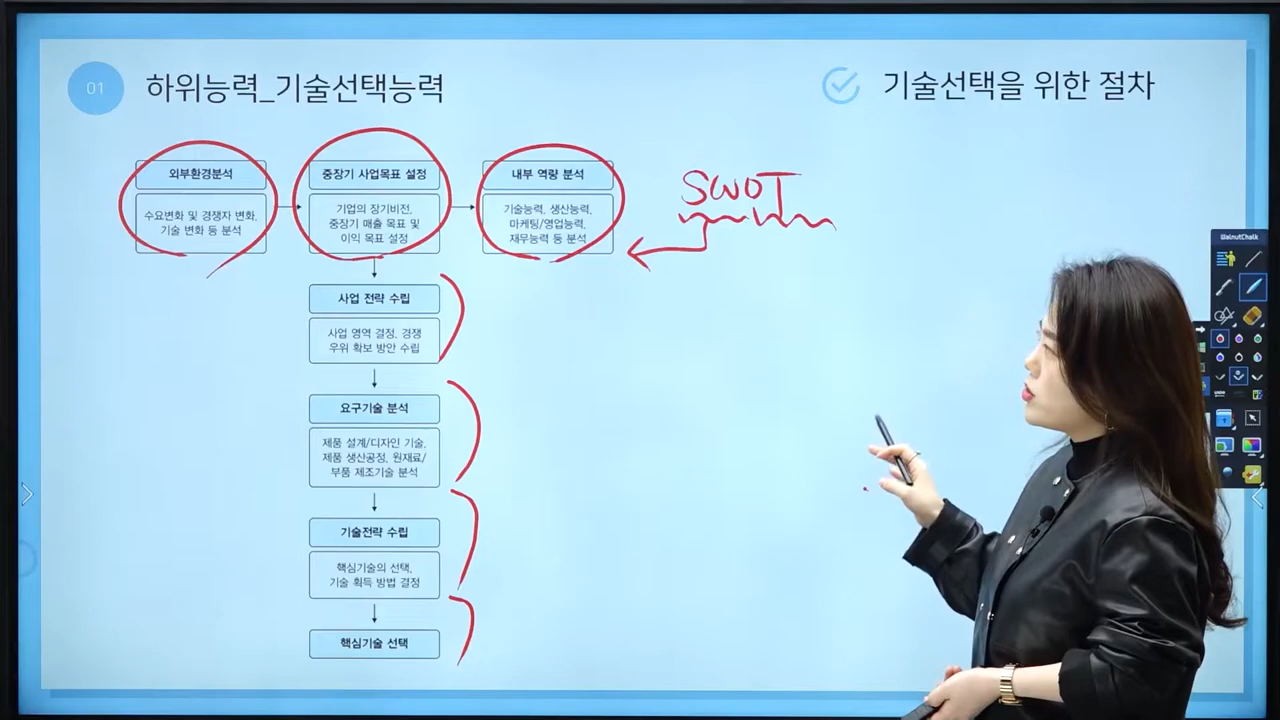 01
하위능력_기술선택능력
기술선택을 위한 절차
외부환경분석
수요변화 및 경쟁자 변화,
기술 변화 등 분석
중장기 사업목표 설정
기업의 장기비전,
중장기 매출 목표 및
이익 목표 설정
내부 역량 분석
기술능력, 생산능력,
마케팅/영업능력,
재무능력 등 분석
SWOT
사업 전략 수립
사업 영역 결정, 경쟁
우위 확보 방안 수립
요구기술 분석
제품 설계/디자인 기술,
제품 생산공정, 원재료/
부품 제조기술 분석
기술전략 수립
핵심기술의 선택,
기술 획득 방법 결정
핵심기술 선택
WalnutChalk